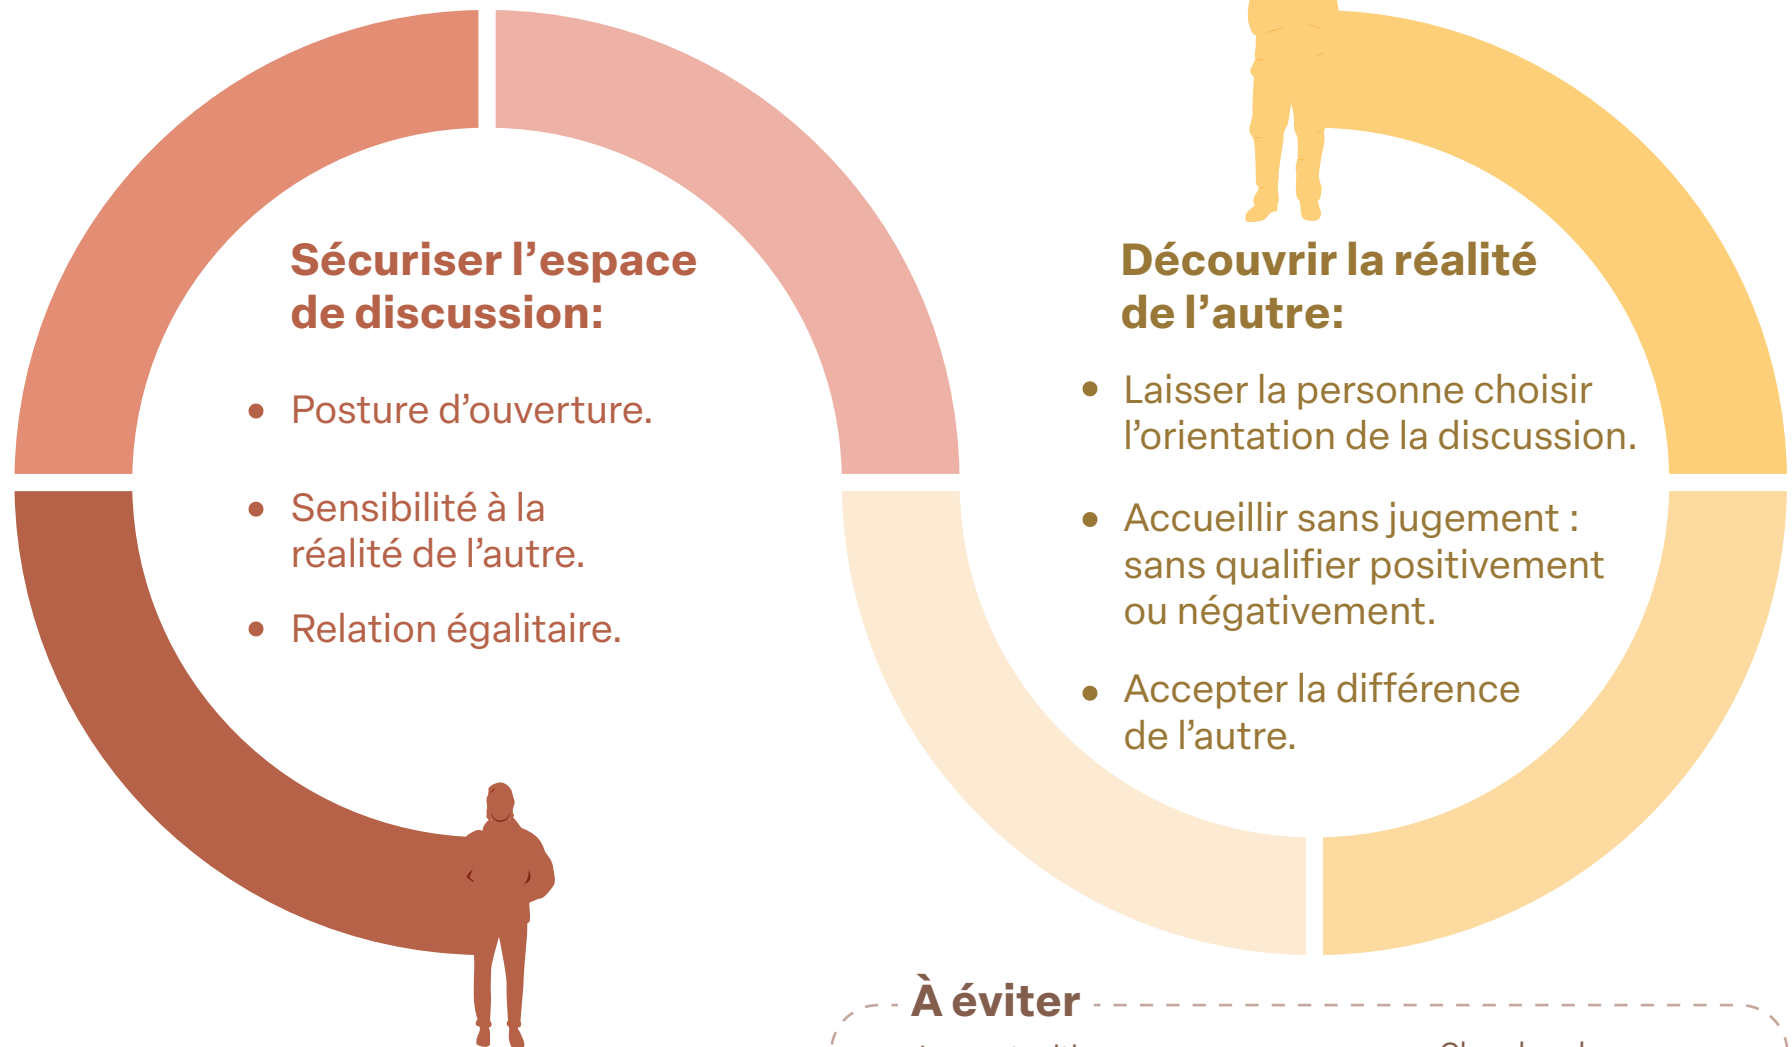 Sécuriser l’espace
de discussion:
• Posture d’ouverture.
• Sensibilité à la
réalité de l’autre.
• Relation égalitaire.
Découvrir la réalité
de l’autre:
• Laisser la personne choisir
l’orientation de la discussion.
• Accueillir sans jugement :
sans qualifier positivement
ou négativement.
• Accepter la différence
de l’autre.
À éviter